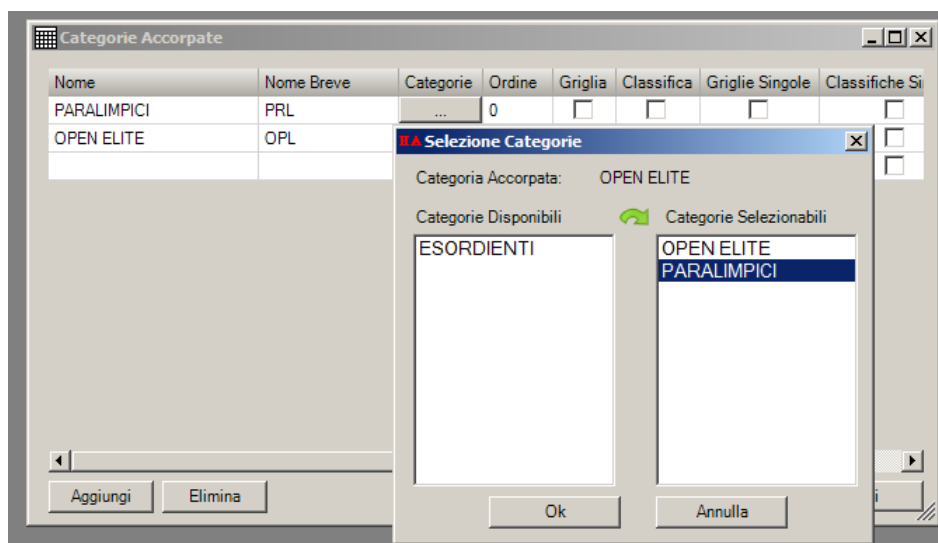 Categorie Accorpate
Nome Nome Breve Categorie Ordine Griglia Classifica Griglie Singole Classifiche Si
PARALIMPICI PRL ... 0
OPEN ELITE OPL
Selezione Categorie
Categoria Accorpata: OPEN ELITE
Categorie Disponibili Categorie Selezionabili
ESORDIENTI OPEN ELITE
PARALIMPICI
Aggiungi Elimina
Ok Annulla